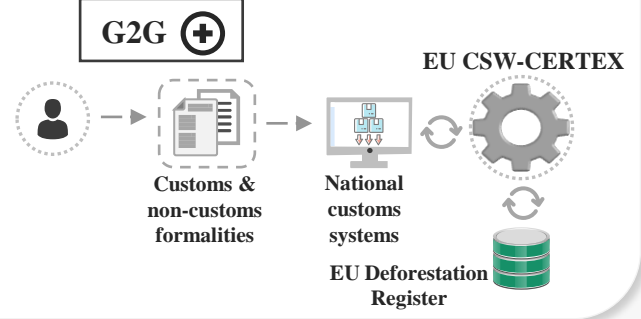 G2G
EU CSW-CERTEX
Customs &
non-customs
formalities
National
customs
systems
EU Deforestation
Register